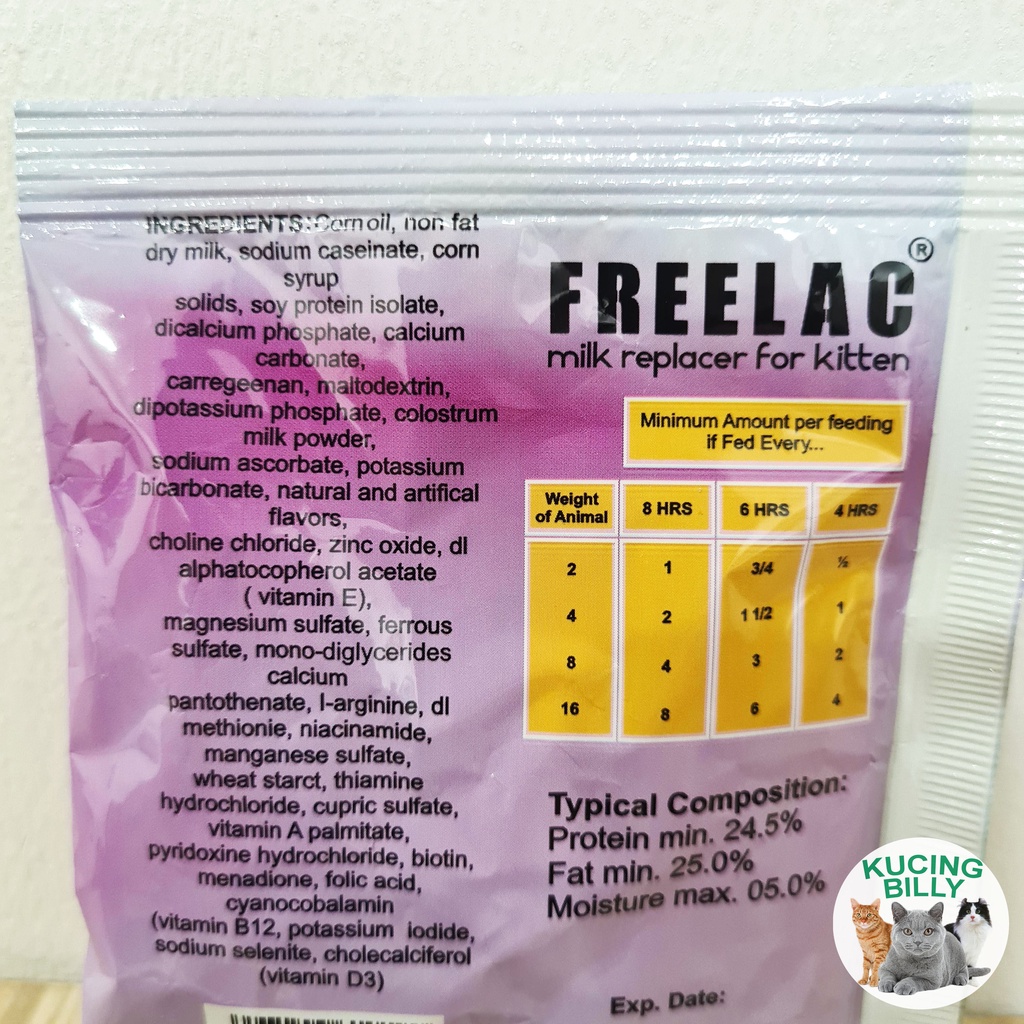 INGREDIENTS: Corn oil, non fat
dry milk, sodium caseinate, corn
syrup
solids, soy protein isolate,
dicalcium phosphate, calcium
carbonate,
carregeenan, maltodextrin,
dipotassium phosphate, colostrum
milk powder,
sodium ascorbate, potassium
bicarbonate, natural and artifical
flavors,
choline chloride, zinc oxide, dl
alphatocopherol acetate
( vitamin E),
magnesium sulfate, ferrous
sulfate, mono-diglycerides
calcium
pantothenate, l-arginine, dl
methionie, niacinamide,
manganese sulfate,
wheat starct, thiamine
hydrochloride, cupric sulfate,
vitamin A palmitate,
pyridoxine hydrochloride, biotin,
menadione, folic acid,
cyanocobalamin
(vitamin B12, potassium iodide,
sodium selenite, cholecalciferol
(vitamin D3)
FREELAC®
milk replacer for kitten
Minimum Amount per feeding
if Fed Every...
Weight
of Animal
8 HRS
6 HRS
4 HRS
2 1 3/4 ½
4 2 1 1/2 1
8 4 3 2
16 8 6 4
Typical Composition:
Protein min. 24.5%
Fat min. 25.0%
Moisture max. 05.0%
Exp. Date:
KUCING
BILLY